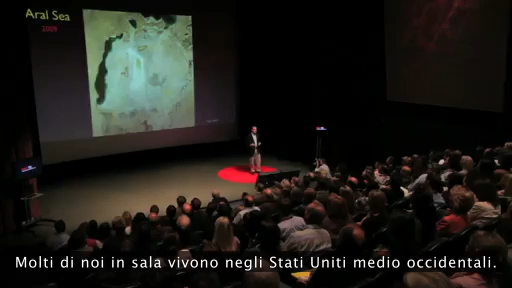 Aral Sea
2009
Molti di noi in sala vivono negli Stati Uniti medio occidentali.